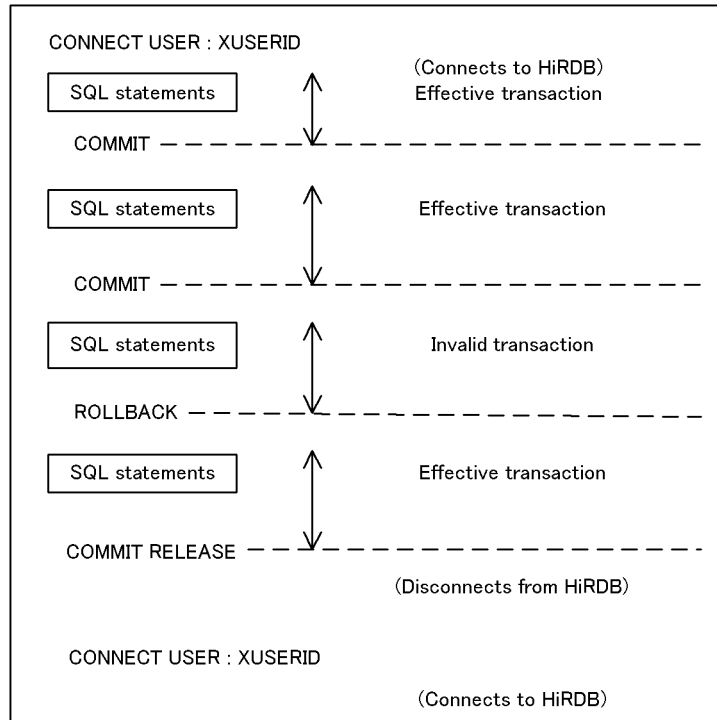 CONNECT USER : XUSERID
(Connects to HiRDB)
SQL statements
Effective transaction
COMMIT
SQL statements
Effective transaction
COMMIT
SQL statements
Invalid transaction
ROLLBACK
SQL statements
Effective transaction
COMMIT RELEASE
(Disconnects from HiRDB)
CONNECT USER : XUSERID
(Connects to HiRDB)